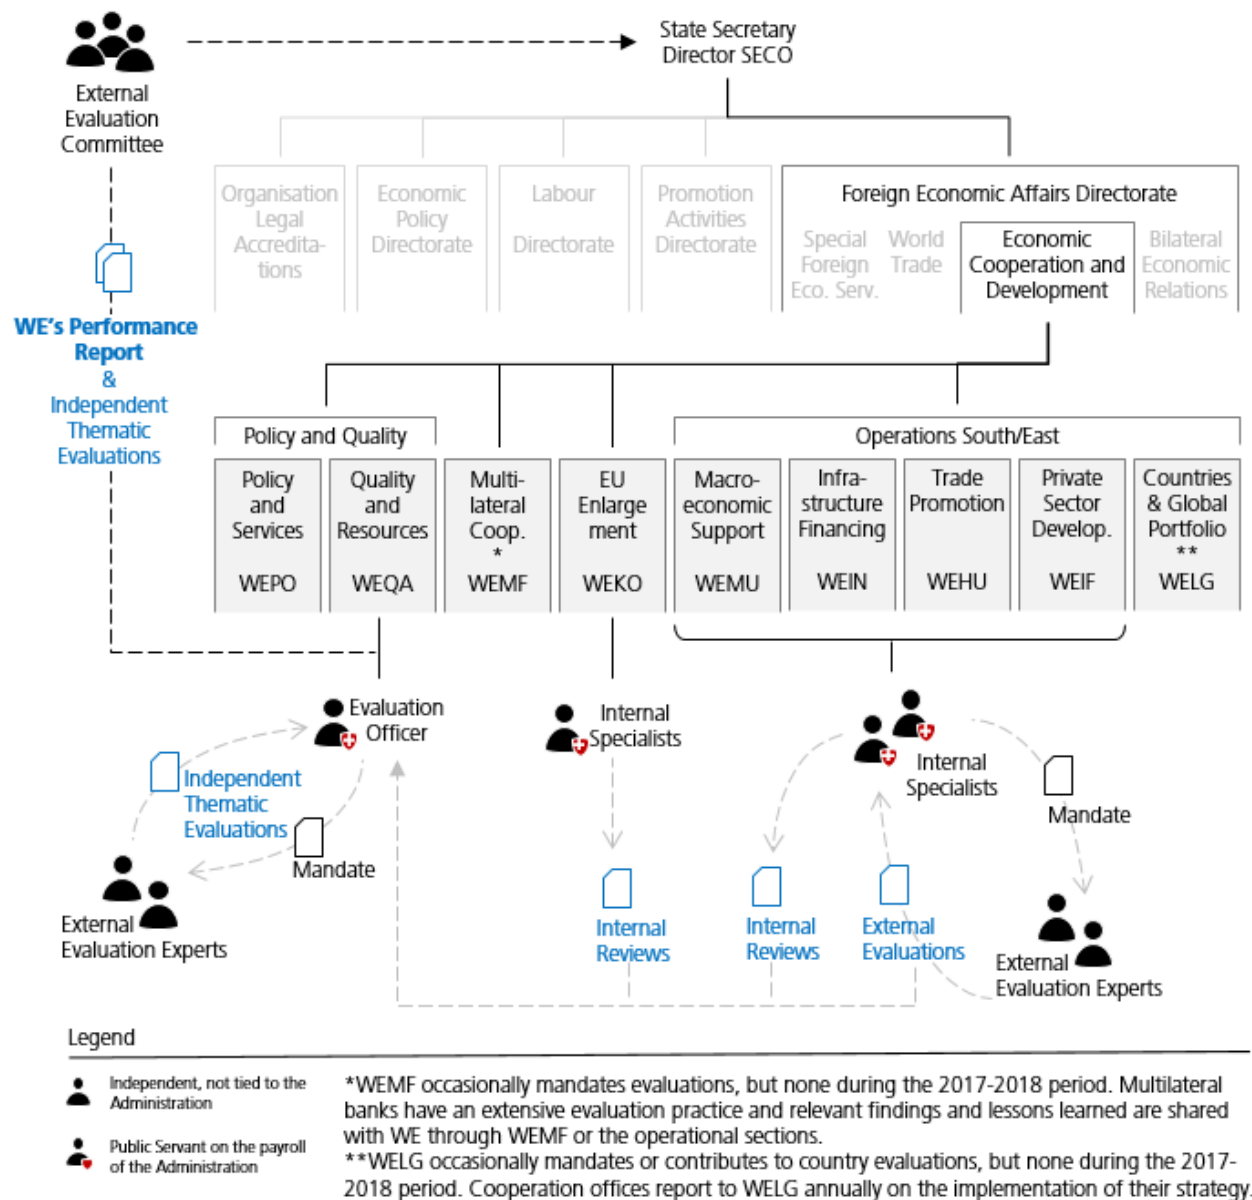 State Secretary
Director SECO
External
Evaluation
Committee
Organisation
Legal
Accredita-
tions
Economic
Policy
Directorate
Labour
Directorate
Promotion
Activities
Directorate
Foreign Economic Affairs Directorate
Special
Foreign
Eco. Serv.
World
Trade
Economic
Cooperation and
Development
Bilateral
Economic
Relations
WE's Performance
Report
&
Independent
Thematic
Evaluations
Policy and Quality
Operations South/East
Policy
and
Services
WEPO
Quality
and
Resources
WEQA
Multi-
lateral
Coop.
*
WEMF
EU
Enlarge
ment
WEKO
Macro-
economic
Support
WEMU
Infra-
structure
Financing
WEIN
Trade
Promotion
WEHU
Private
Sector
Develop.
WEIF
Countries
& Global
Portfolio
**
WELG
Evaluation
Officer
Internal
Specialists
Internal
Specialists
Independent
Thematic
Evaluations
Mandate
Mandate
External
Evaluation Experts
Internal
Reviews
Internal
Reviews
External
Evaluations
External
Evaluation Experts
Legend
Independent, not tied to the
Administration
Public Servant on the payroll
of the Administration
*WEMF occasionally mandates evaluations, but none during the 2017-2018 period. Multilateral
banks have an extensive evaluation practice and relevant findings and lessons learned are shared
with WE through WEMF or the operational sections.
**WELG occasionally mandates or contributes to country evaluations, but none during the 2017-
2018 period. Cooperation offices report to WELG annually on the implementation of their strategy